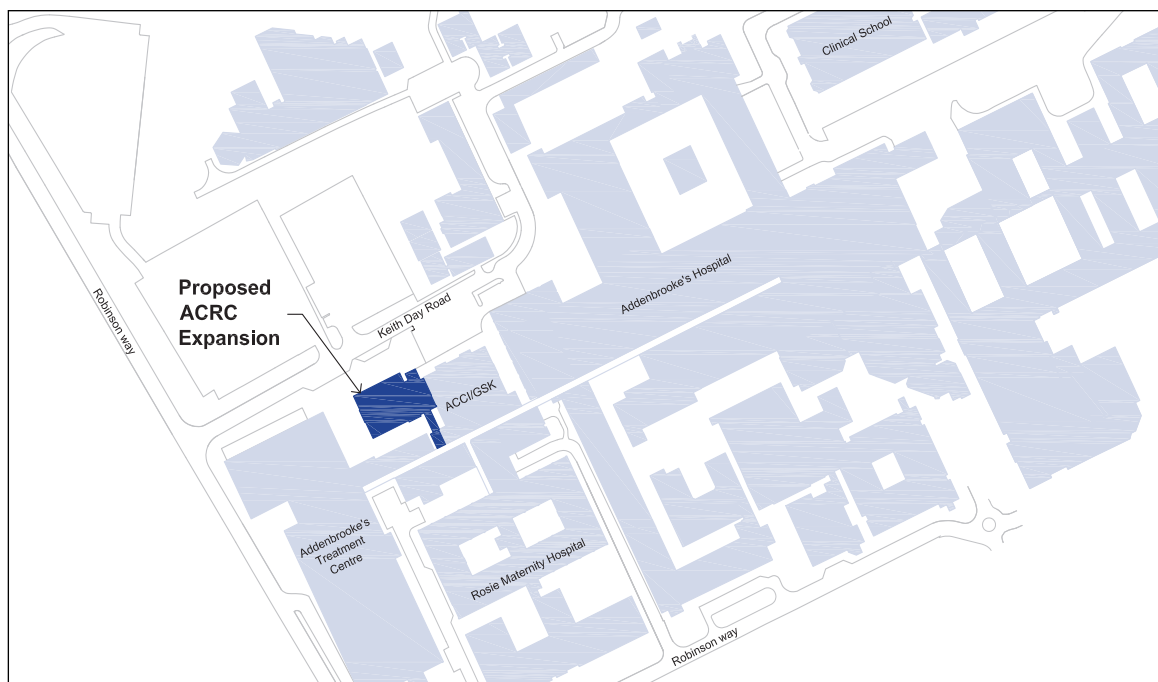 Clinical School
Addenbrooke's Hospital
Proposed
ACRC
Expansion
Robinson way
Keith Day Road
ACCI/GSK
Addenbrooke's
Treatment
Centre
Rosie Maternity Hospital
Robinson way